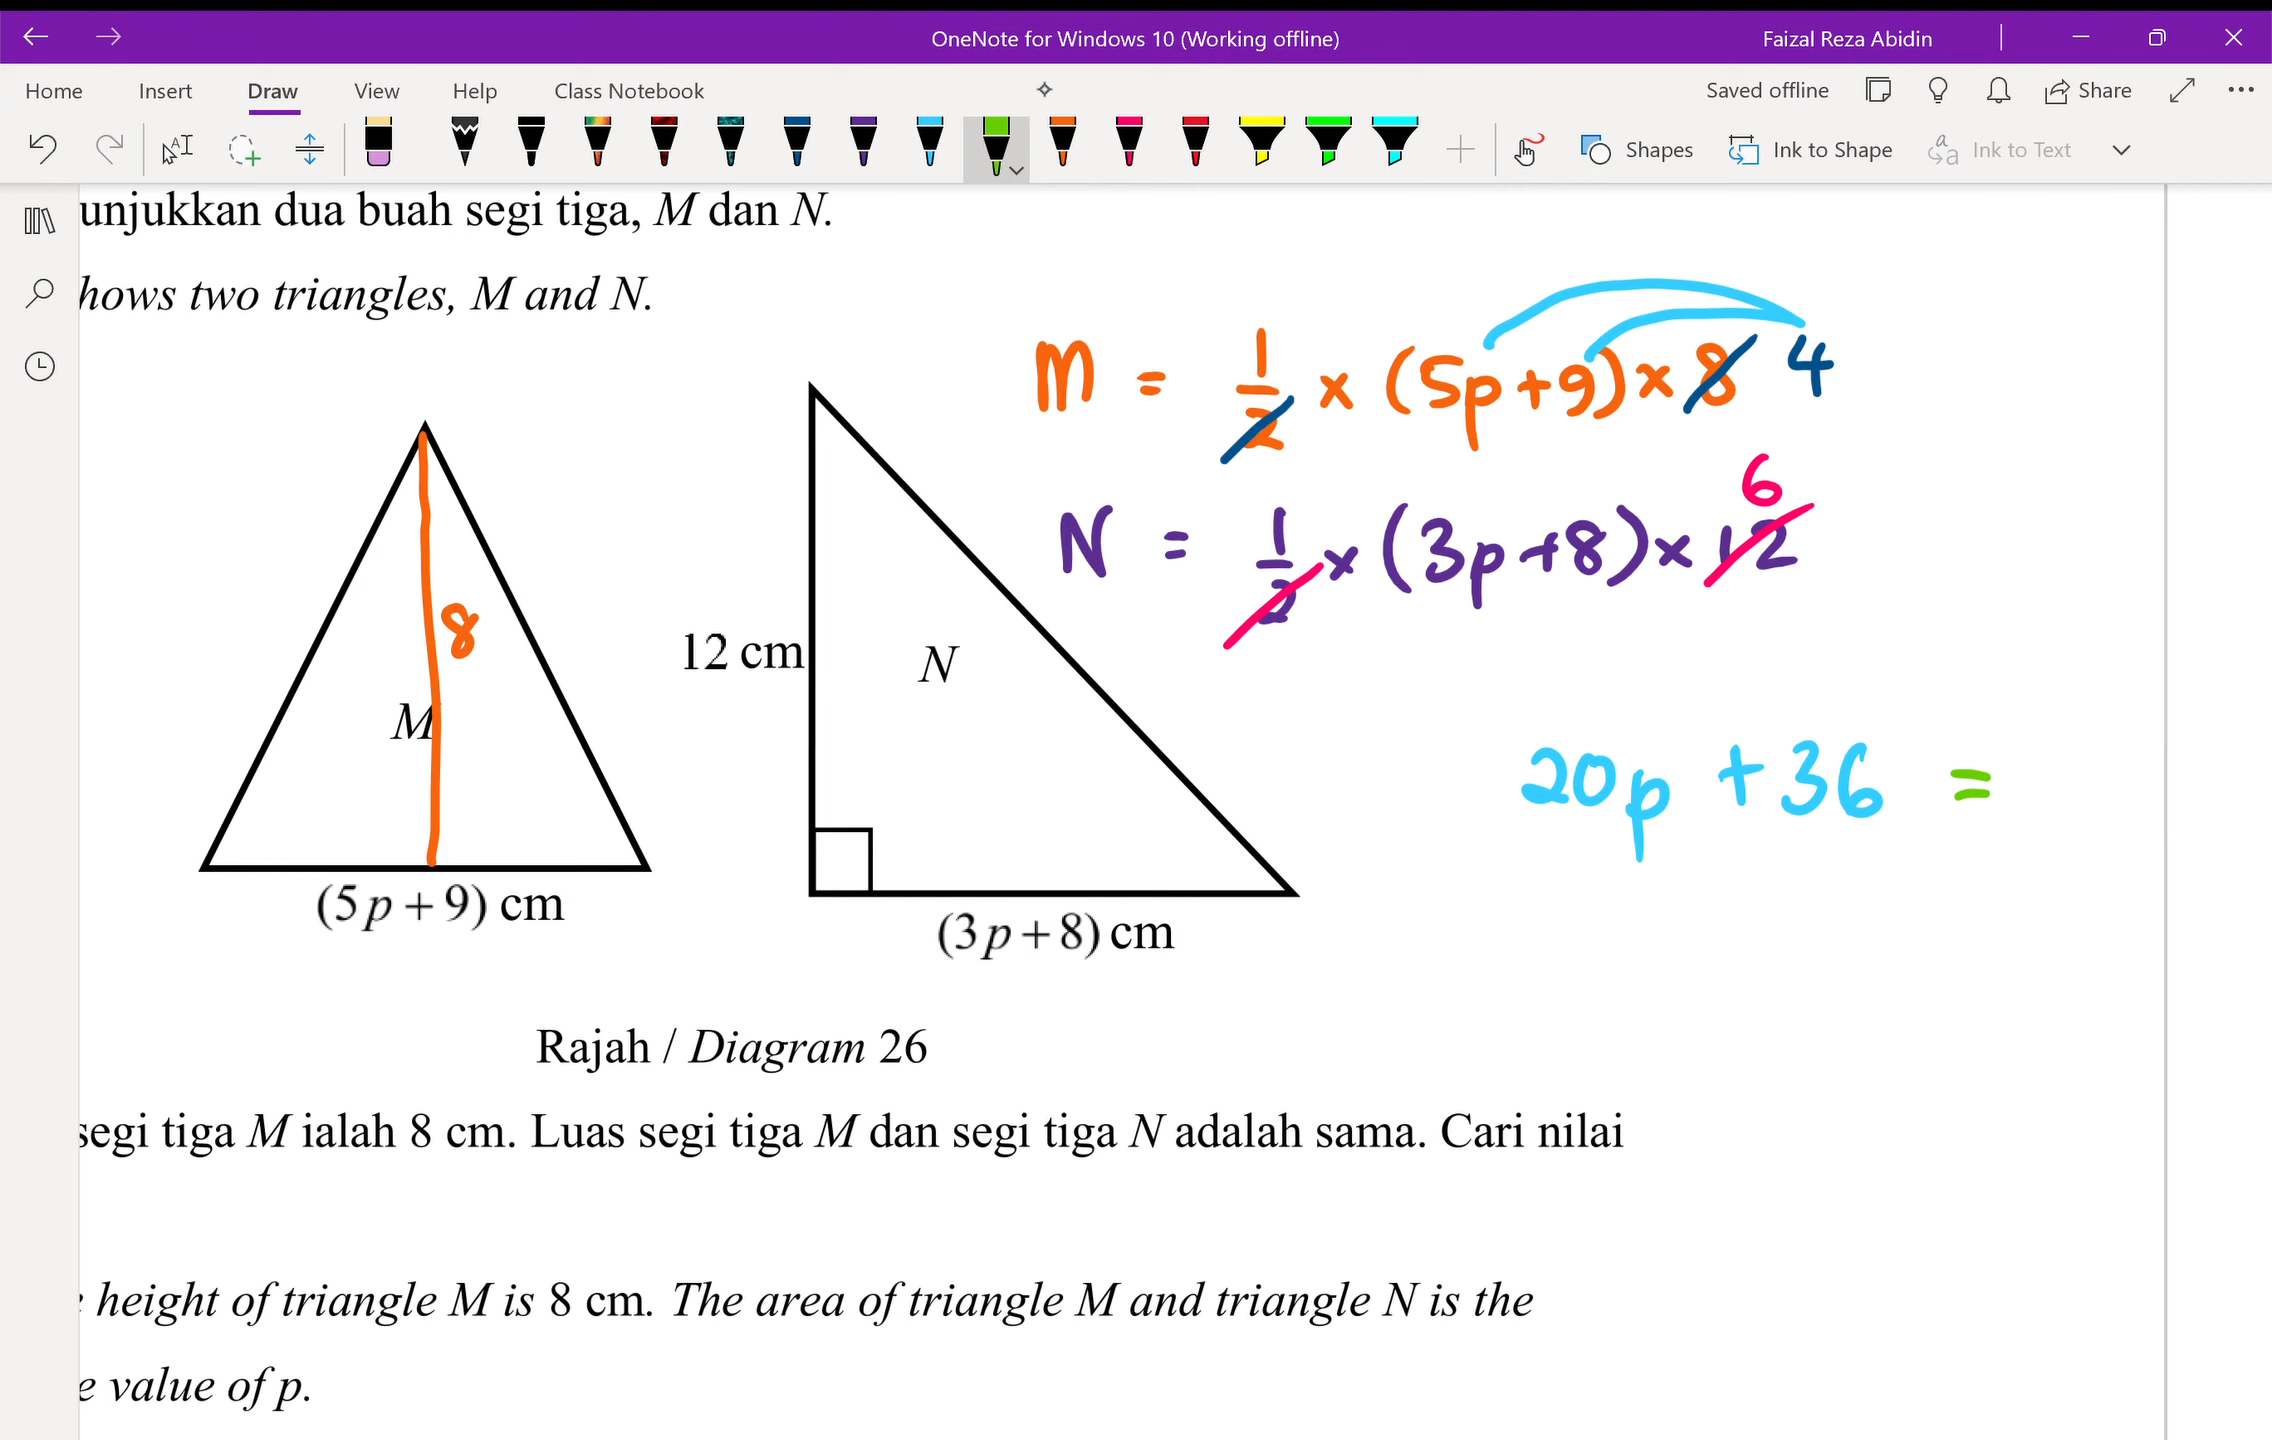 OneNote for Windows 10 (Working offline)
Faizal Reza Abidin
Home Insert Draw View Help Class Notebook
Saved offline Share
Shapes Ink to Shape Ink to Text
unjukkan dua buah segi tiga, M dan N.
hows two triangles, M and N.
M = 1/2 × (5p+9) × 8 4
6
N = 1/2 × (3p+8) × 12
8
12 cm
N
M
20p + 36 =
(5p+9) cm
(3p+8) cm
Rajah / Diagram 26
segi tiga M ialah 8 cm. Luas segi tiga M dan segi tiga N adalah sama. Cari nilai
height of triangle M is 8 cm. The area of triangle M and triangle N is the
e value of p.